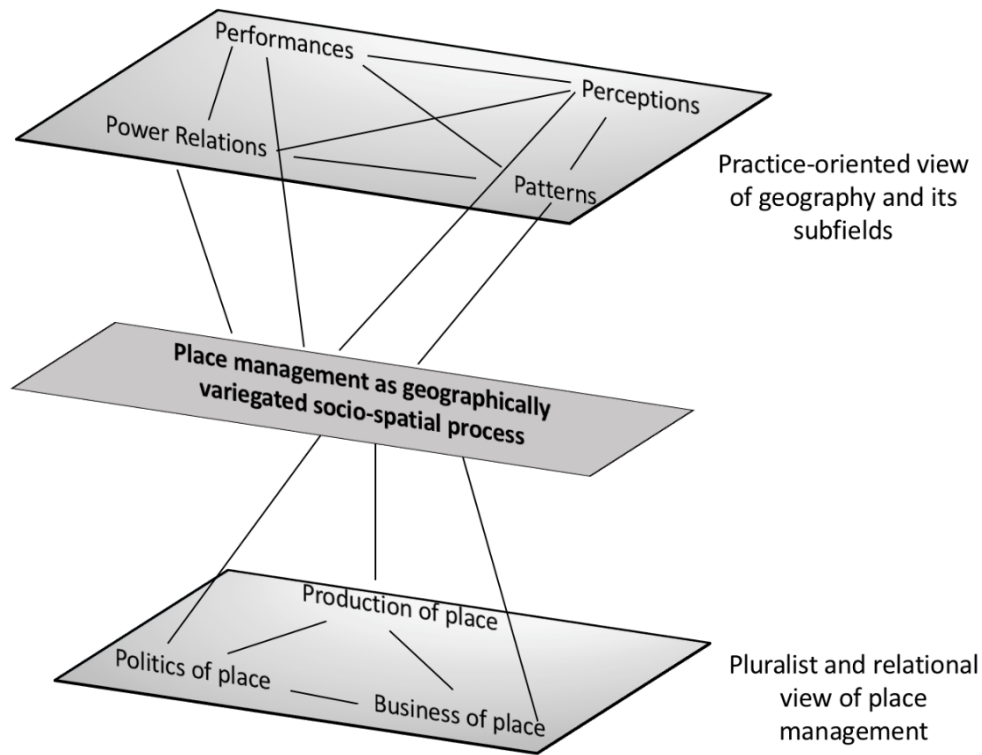 Performances
Perceptions
Power Relations
Patterns
Practice-oriented view
of geography and its
subfields
Place management as geographically
variegated socio-spatial process
Production of place
Politics of place
Business of place
Pluralist and relational
view of place
management